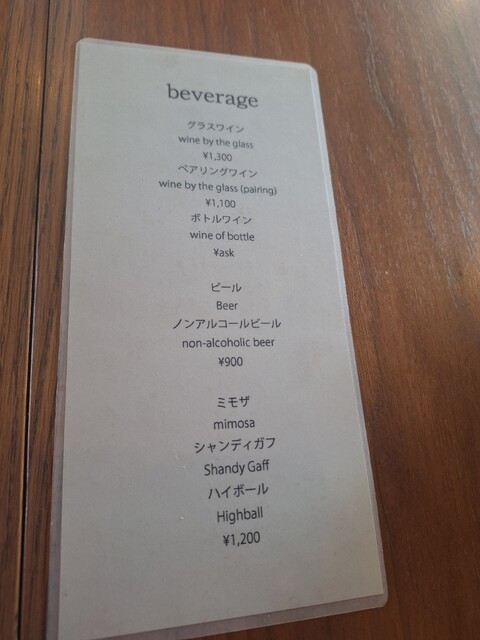 beverage
グラスワイン
wine by the glass
¥1,300
ペアリングワイン
wine by the glass (pairing)
¥1,100
ボトルワイン
wine of bottle
¥ask
ビール
Beer
ノンアルコールビール
non-alcoholic beer
¥900
ミモザ
mimosa
シャンディガフ
Shandy Gaff
ハイボール
Highball
¥1,200